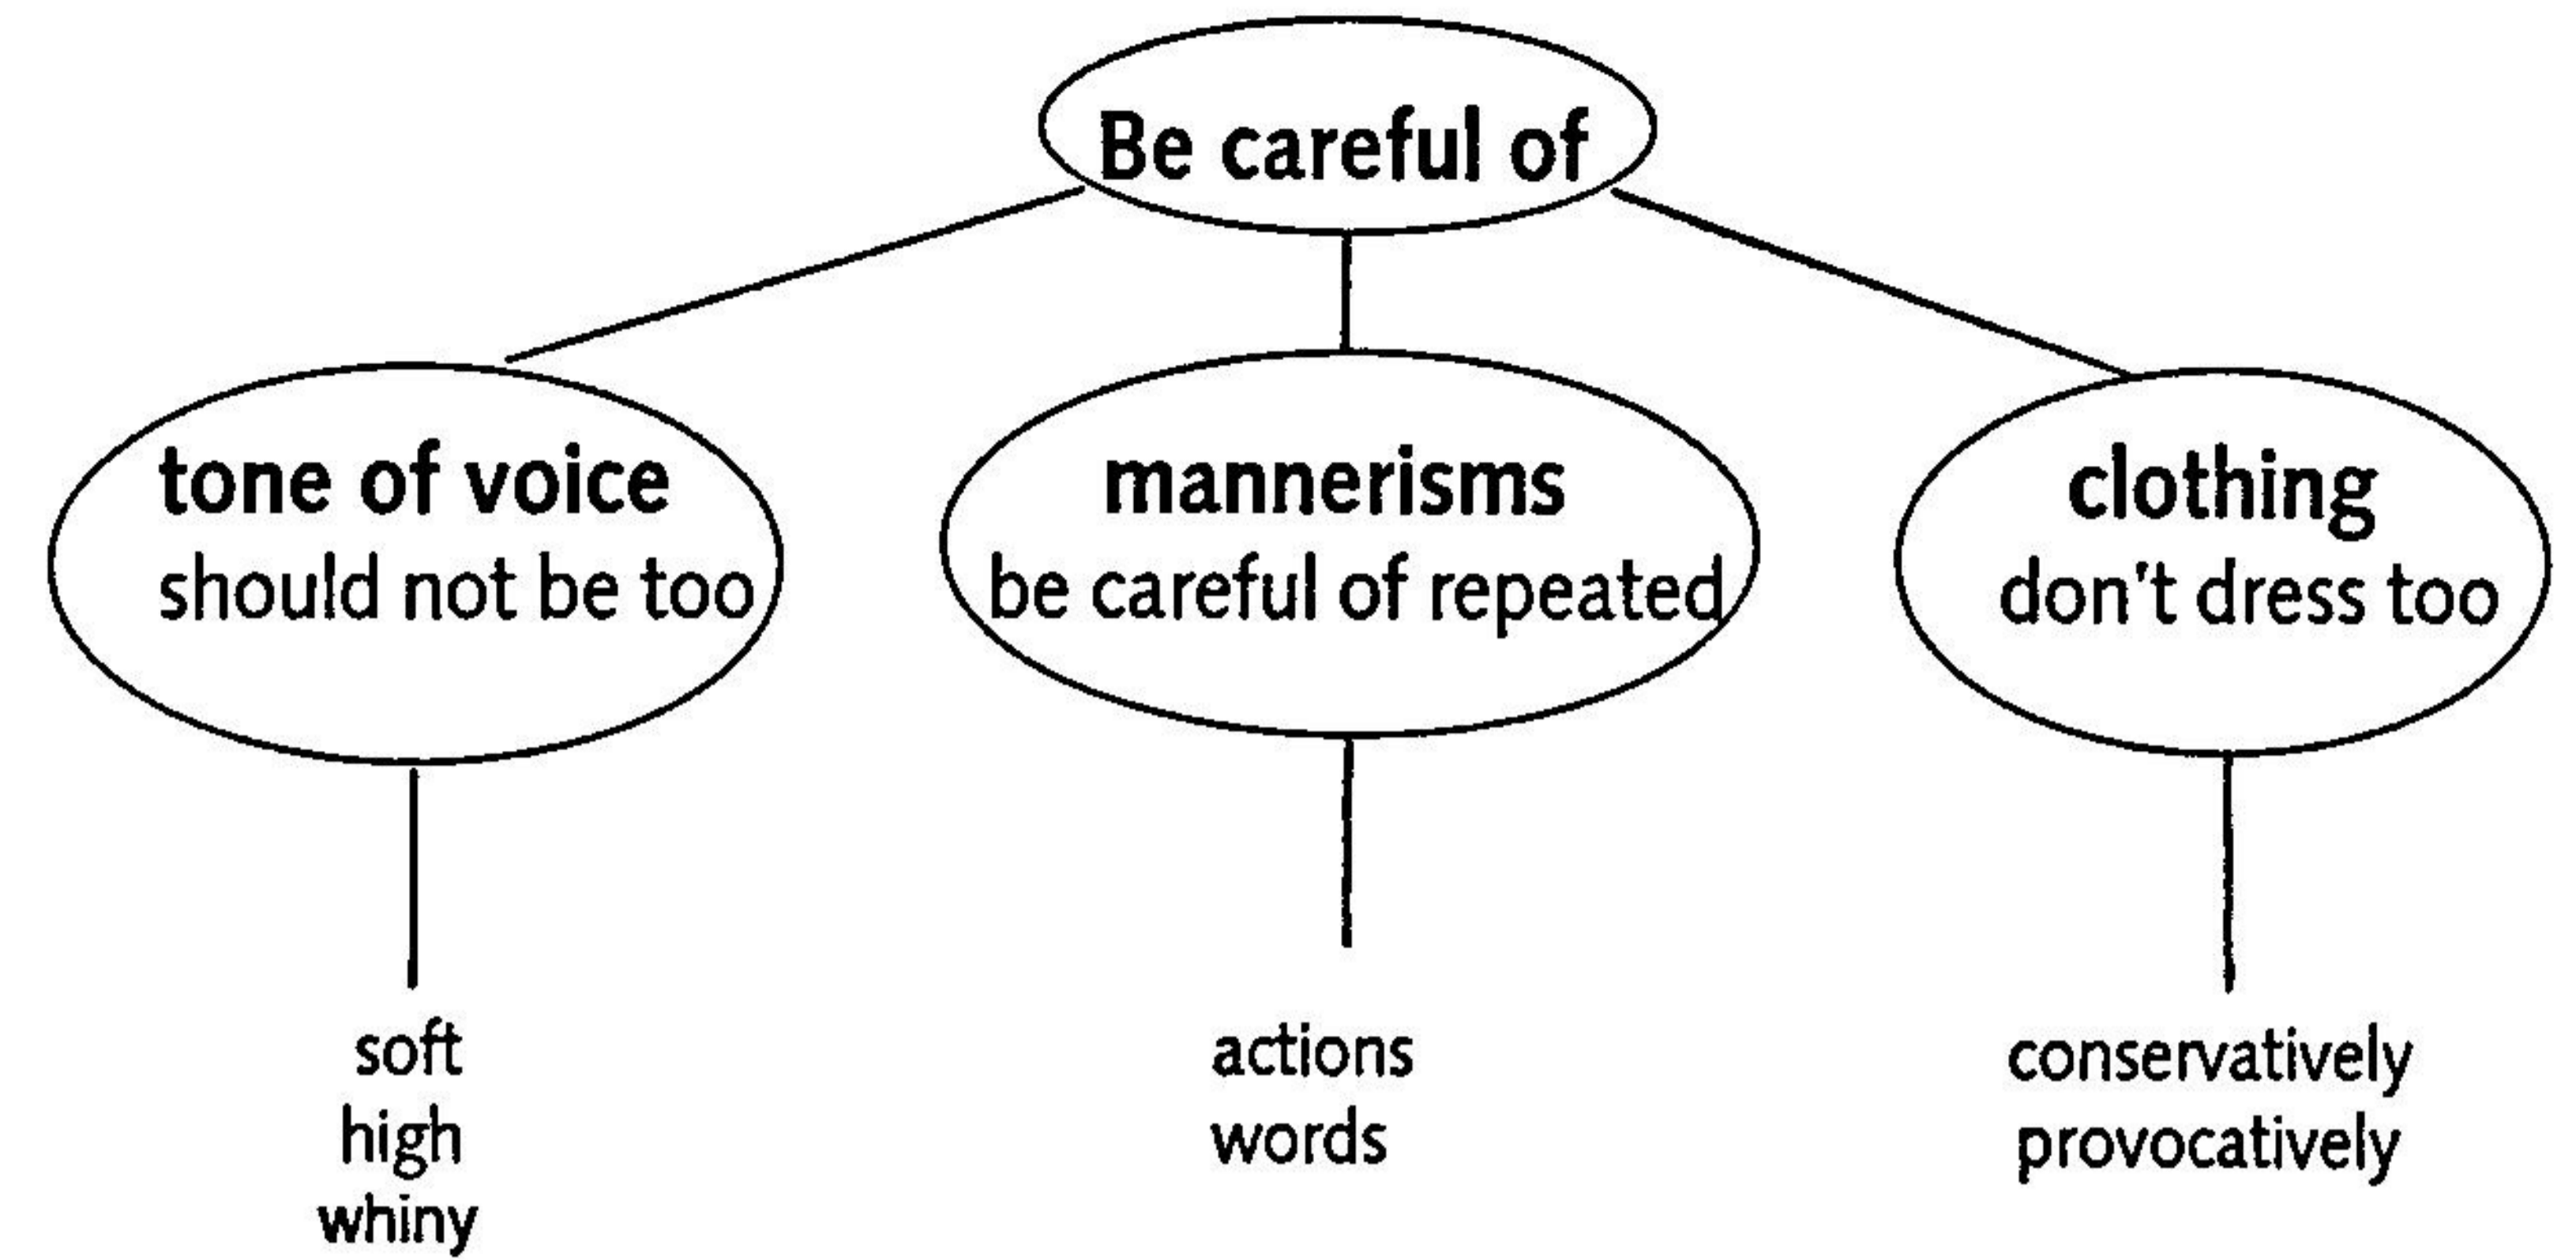 Be careful of
tone of voice
should not be too
mannerisms
be careful of repeated
clothing
don't dress too
soft
high
whiny
actions
words
conservatively
provocatively